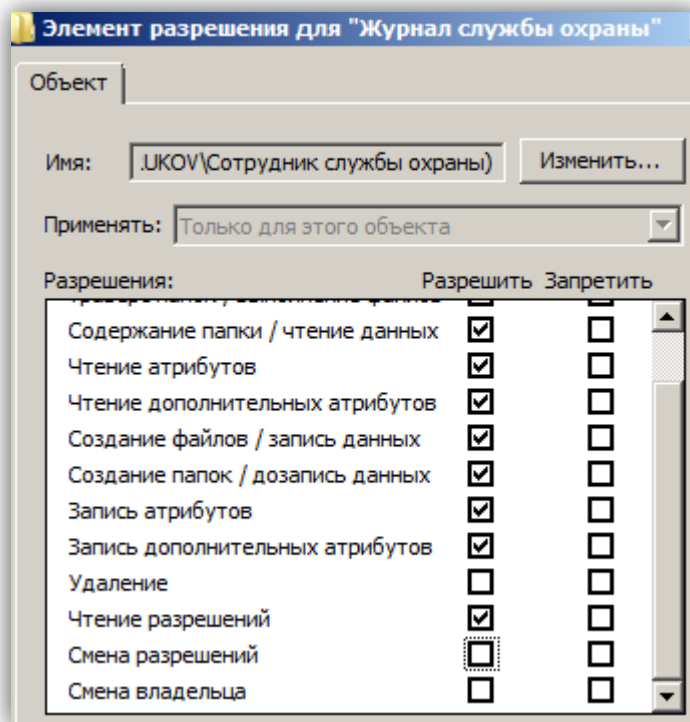 Элемент разрешения для "Журнал службы охраны"
Объект
Имя: .UKOV\Сотрудник службы охраны) Изменить...
Применять: Только для этого объекта
Разрешения: Разрешить Запретить
Содержание папки / чтение данных
Чтение атрибутов
Чтение дополнительных атрибутов
Создание файлов / запись данных
Создание папок / дозапись данных
Запись атрибутов
Запись дополнительных атрибутов
Удаление
Чтение разрешений
Смена разрешений
Смена владельца